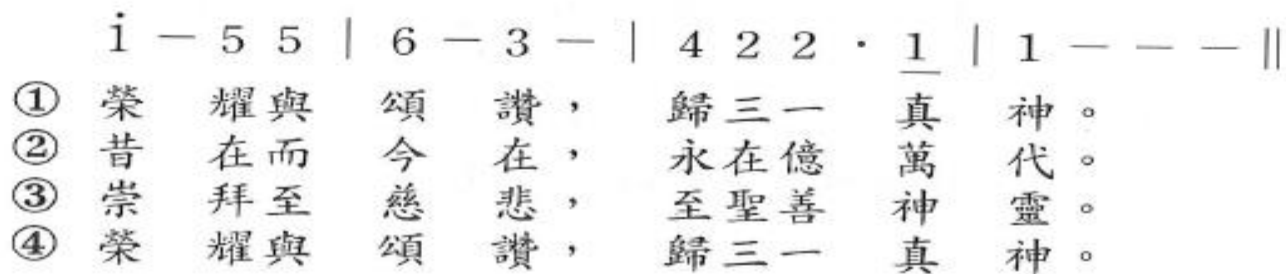 i̇ — 5 5 | 6 — 3 — | 4 2 2 · 1 | 1 — — — ‖
① 榮 耀與 頌 讚， 歸三一 真 神。
② 昔 在而 今 在， 永在億 萬 代。
③ 崇 拜至 慈 悲， 至聖善 神 靈。
④ 榮 耀與 頌 讚， 歸三一 真 神。